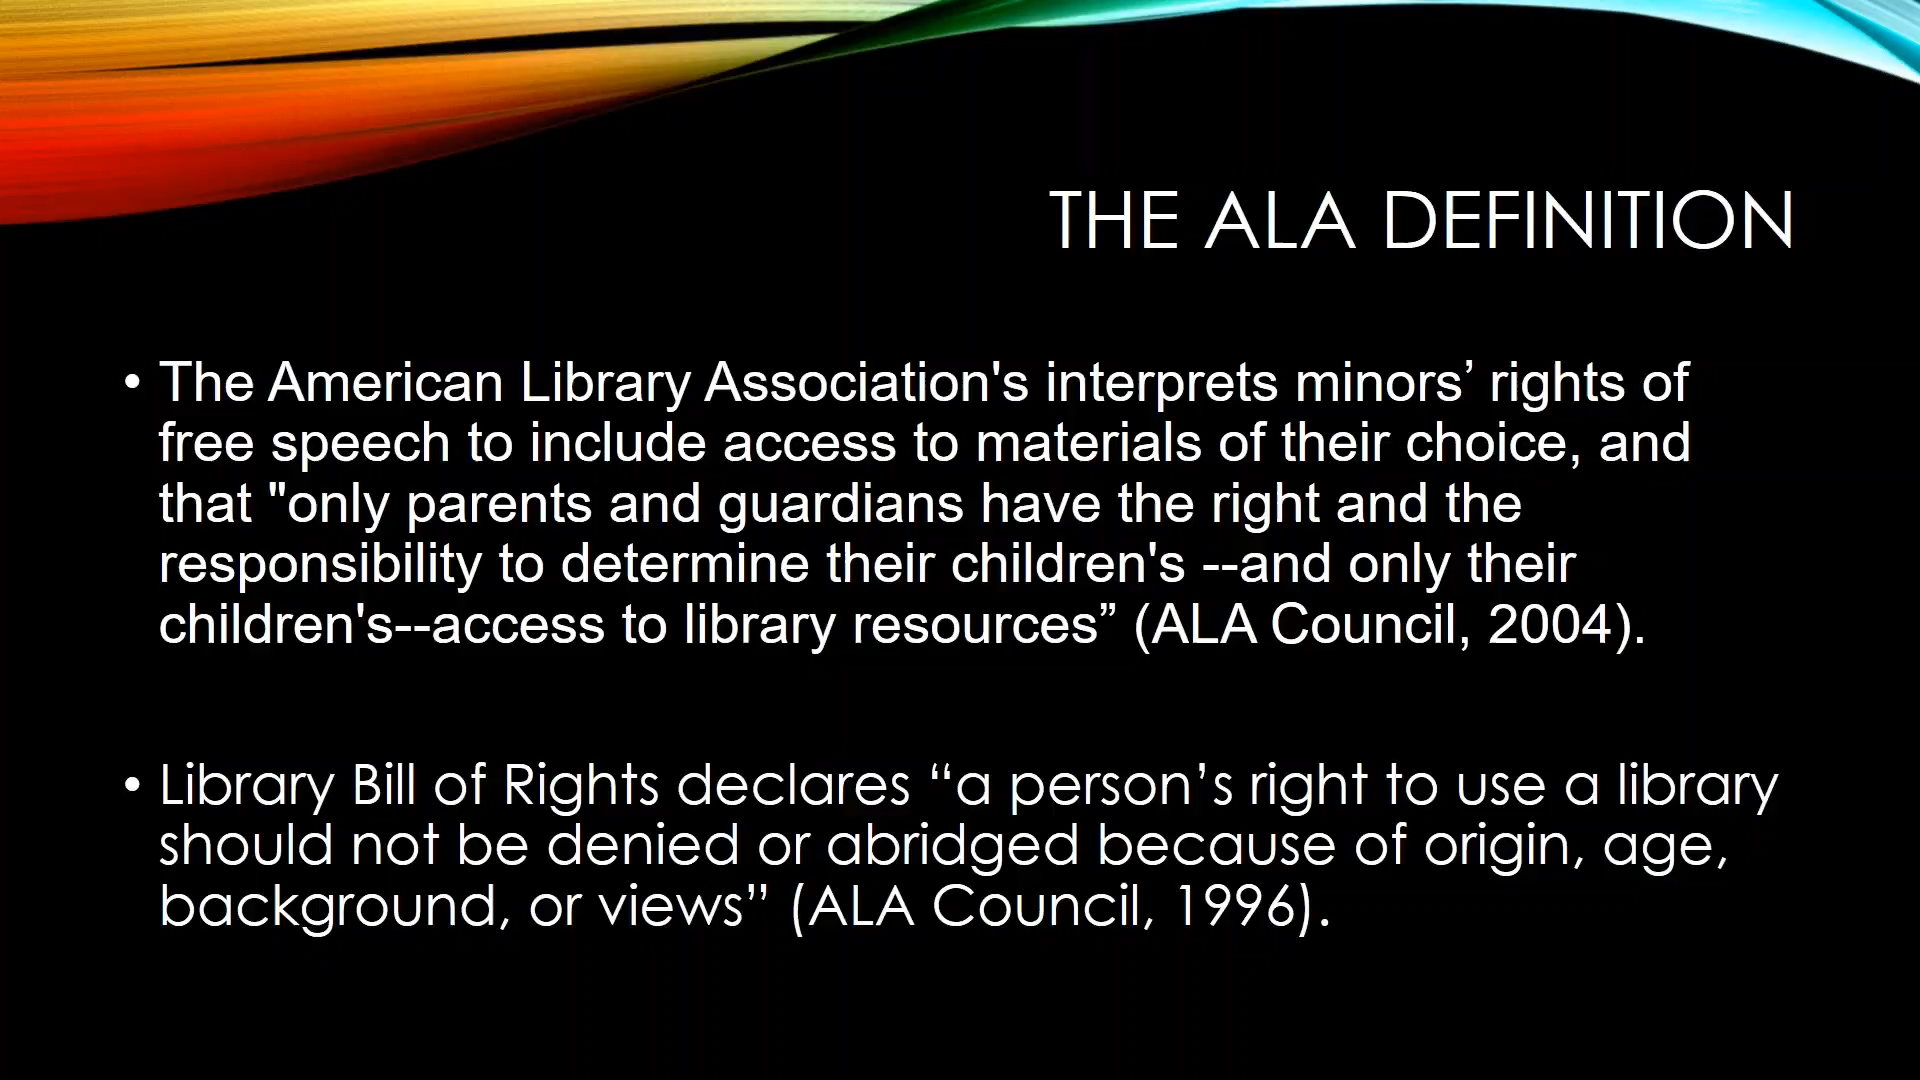 THE ALA DEFINITION
• The American Library Association's interprets minors’ rights of
free speech to include access to materials of their choice, and
that "only parents and guardians have the right and the
responsibility to determine their children's --and only their
children's--access to library resources” (ALA Council, 2004).
• Library Bill of Rights declares “a person’s right to use a library
should not be denied or abridged because of origin, age,
background, or views” (ALA Council, 1996).